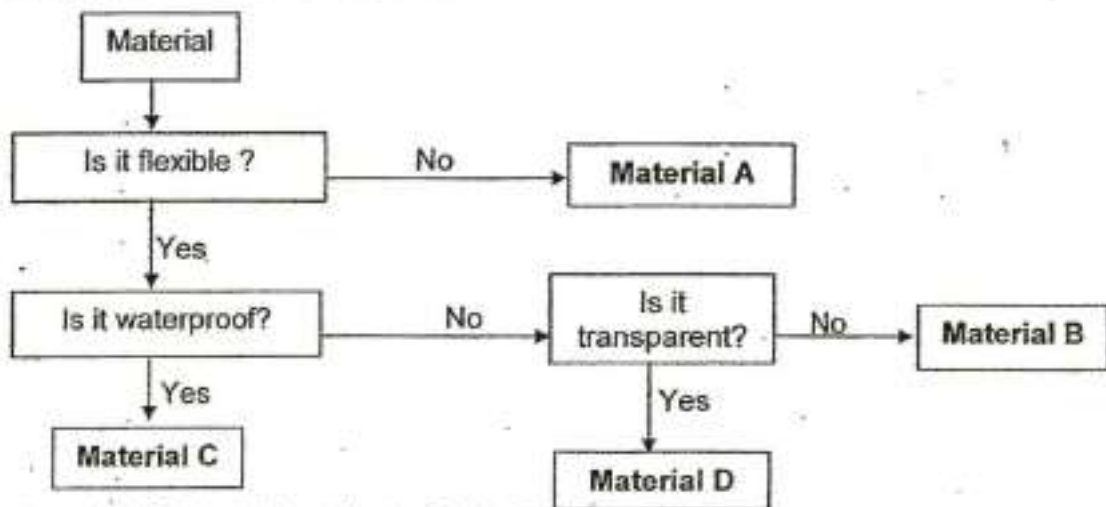 Material
Is it flexible ?
No
Material A
Yes
Is it waterproof?
No
Is it
transparent?
No
Material B
Yes
Material C
Yes
Material D